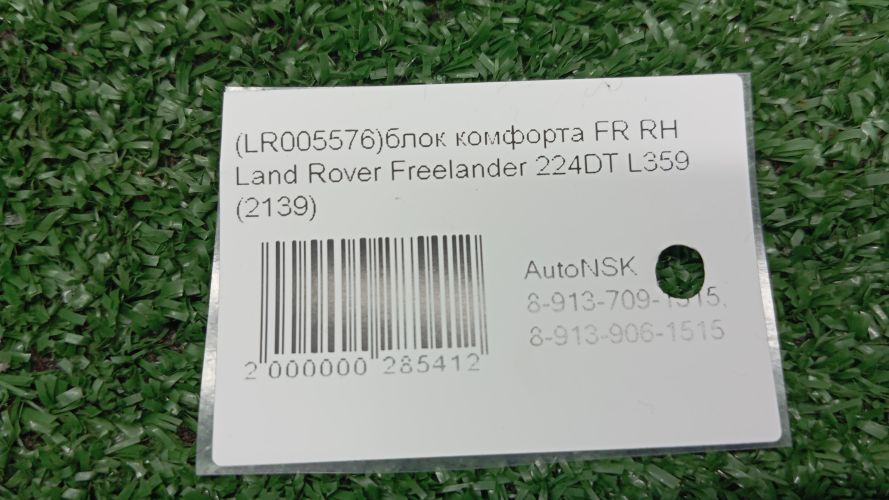 (LR005576)блок комфорта FR RH
Land Rover Freelander 224DT L359
(2139)
AutoNSK
8-913-709-1515,
8-913-906-1515
2 000000 285412